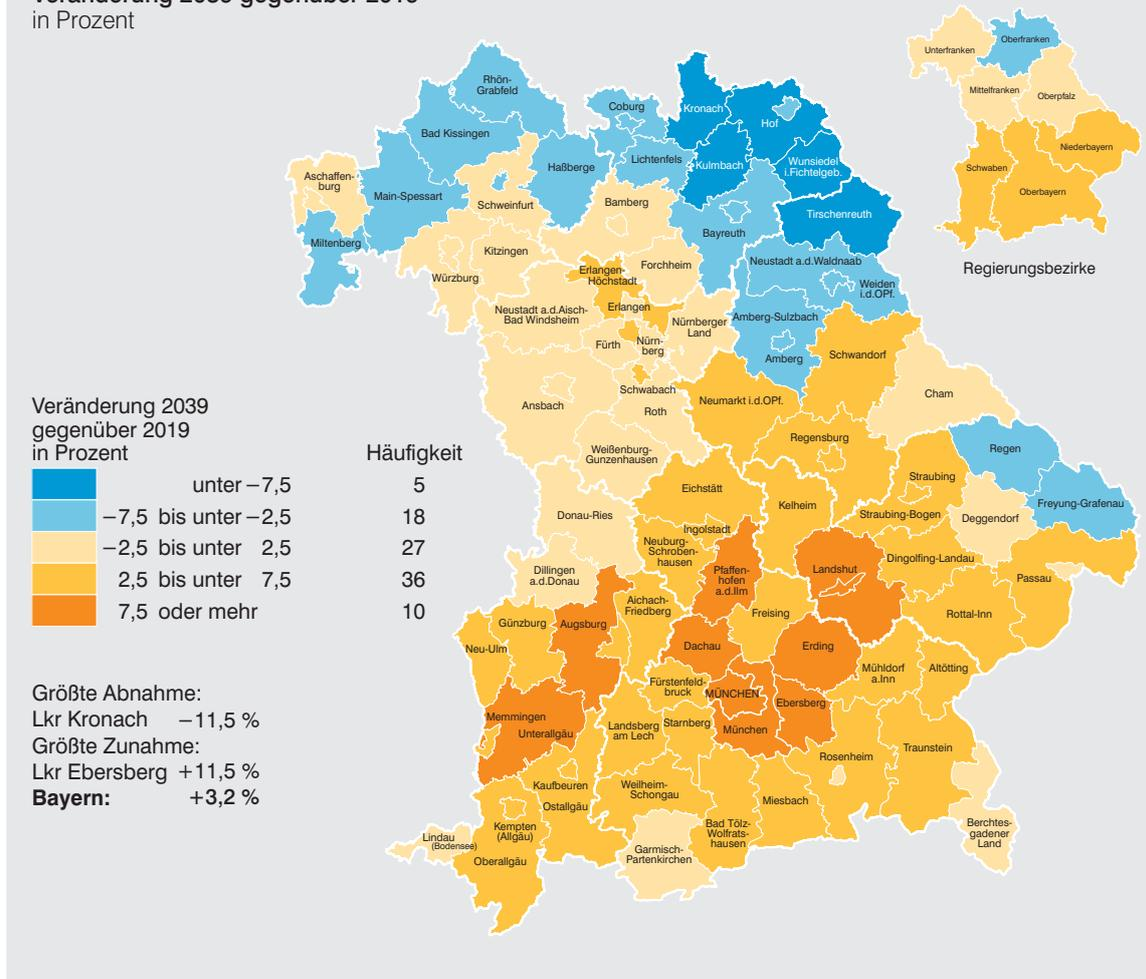 in Prozent
Unterfranken
Oberfranken
Mittelfranken
Oberpfalz
Niederbayern
Schwaben
Oberbayern
Regierungsbezirke
Rhön-
Grabfeld
Bad Kissingen
Coburg
Kronach
Hof
Lichtenfels
Kulmbach
Wunsiedel
i.Fichtelgeb.
Haßberge
Aschaffen-
burg
Main-Spessart
Schweinfurt
Bamberg
Tirschenreuth
Bayreuth
Miltenberg
Kitzingen
Würzburg
Forchheim
Neustadt a.d.Waldnaab
Erlangen-
Höchstadt
Weiden
i.d.OPf.
Neustadt a.d.Aisch-
Bad Windsheim
Erlangen
Amberg-Sulzbach
Nürnberger
Land
Fürth
Nürn-
berg
Amberg
Schwandorf
Schwabach
Cham
Neumarkt i.d.OPf.
Ansbach
Roth
Regensburg
Regen
Weißenburg-
Gunzenhausen
Straubing
Eichstätt
Freyung-Grafenau
Kelheim
Straubing-Bogen
Deggendorf
Donau-Ries
Ingolstadt
Neuburg-
Schroben-
hausen
Dingolfing-Landau
Dillingen
a.d.Donau
Pfaffen-
hofen
a.d.Ilm
Landshut
Passau
Aichach-
Friedberg
Freising
Rottal-Inn
Günzburg
Augsburg
Neu-Ulm
Dachau
Erding
Mühldorf
a.Inn
Altötting
Fürstenfeld-
bruck
MÜNCHEN
Ebersberg
Memmingen
Unterallgäu
Landsberg
am Lech
Starnberg
München
Traunstein
Rosenheim
Kaufbeuren
Weilheim-
Schongau
Ostallgäu
Miesbach
Kempten
(Allgäu)
Bad Tölz-
Wolfrats-
hausen
Berchtes-
gadener
Land
Lindau
(Bodensee)
Garmisch-
Partenkirchen
Oberallgäu
Veränderung 2039
gegenüber 2019
in Prozent Häufigkeit
unter −7,5 5
−7,5 bis unter −2,5 18
−2,5 bis unter 2,5 27
2,5 bis unter 7,5 36
7,5 oder mehr 10
Größte Abnahme:
Lkr Kronach −11,5 %
Größte Zunahme:
Lkr Ebersberg +11,5 %
Bayern: +3,2 %